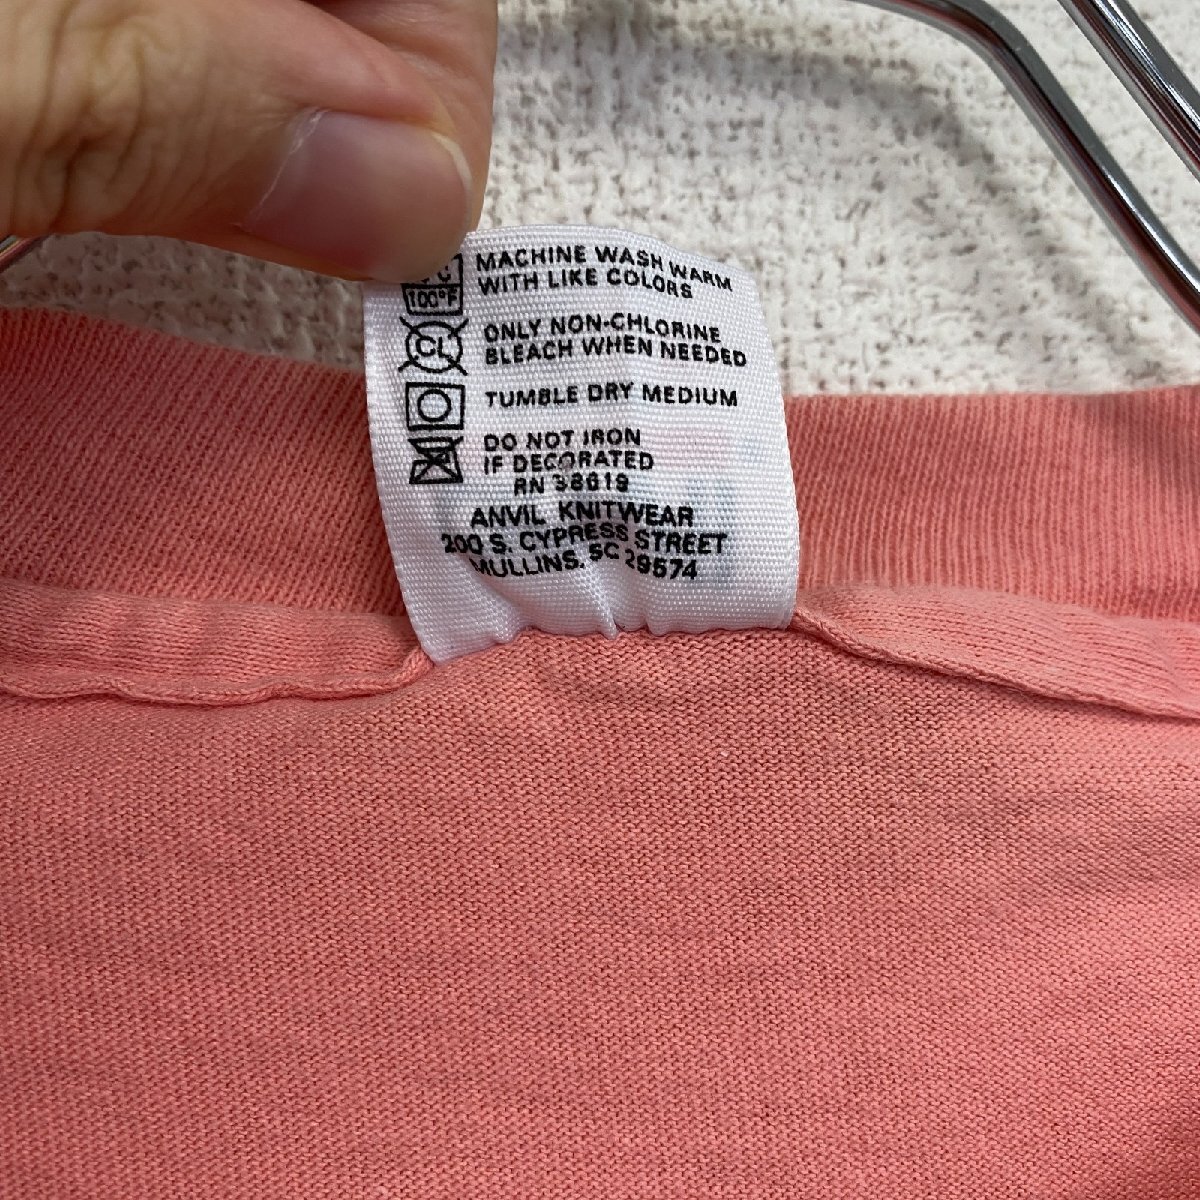 MACHINE WASH WARM
WITH LIKE COLORS
100°F
ONLY NON-CHLORINE
BLEACH WHEN NEEDED
TUMBLE DRY MEDIUM
DO NOT IRON
IF DECORATED
RN 38619
ANVIL KNITWEAR
200 S. CYPRESS STREET
MULLINS, SC 29574